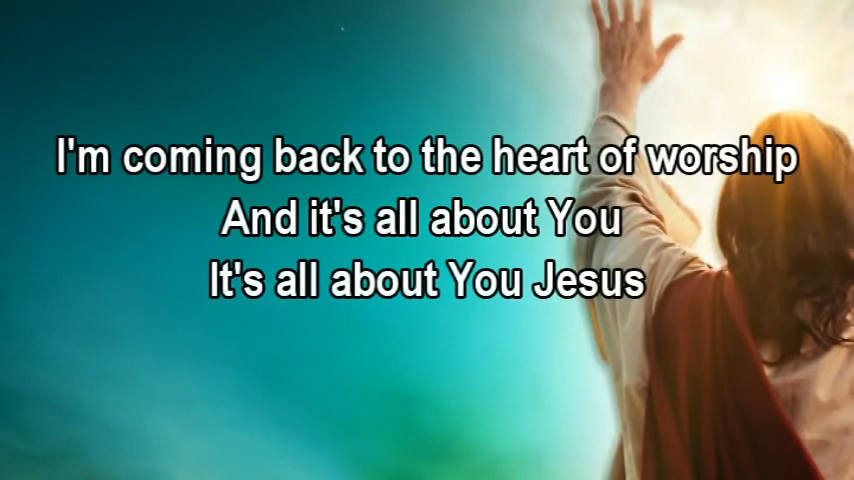 I'm coming back to the heart of worship
And it's all about You
It's all about You Jesus